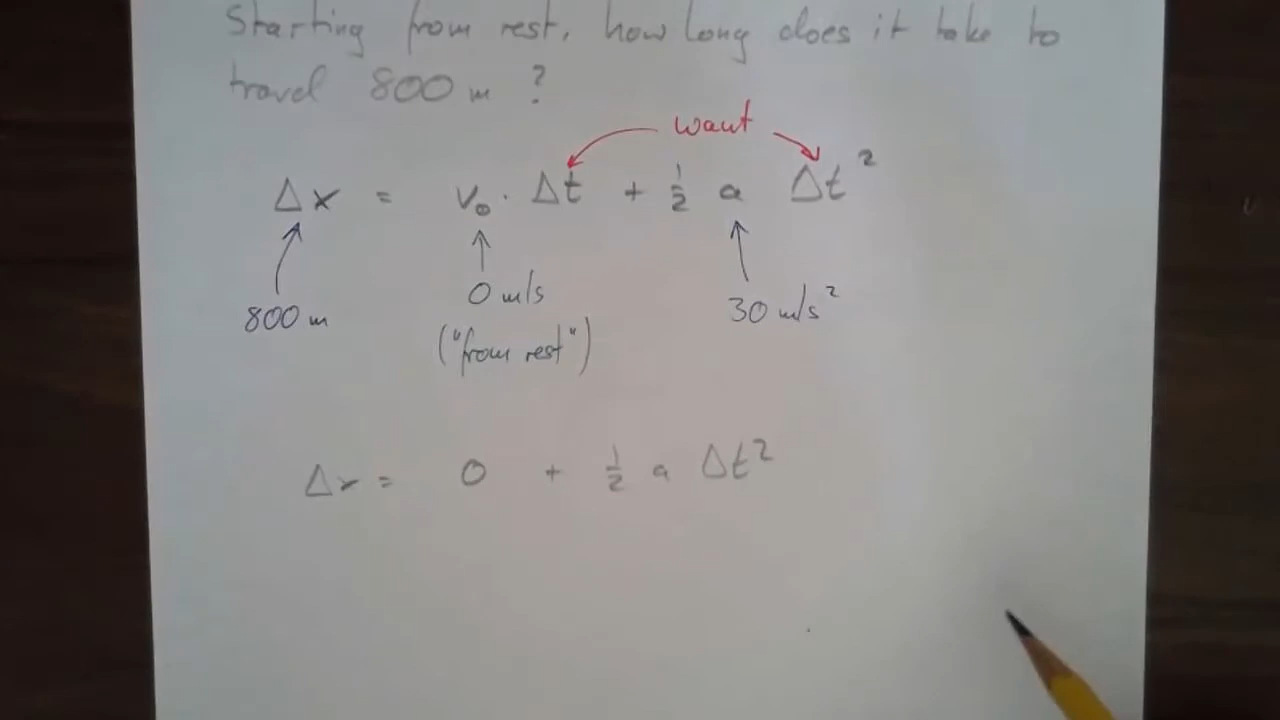 Starting from rest, how long does it take to
travel 800 m ?
want
Δx = v₀ · Δt + ½ a Δt²
800 m
0 m/s
("from rest")
30 m/s²
Δx = 0 + ½ a Δt²